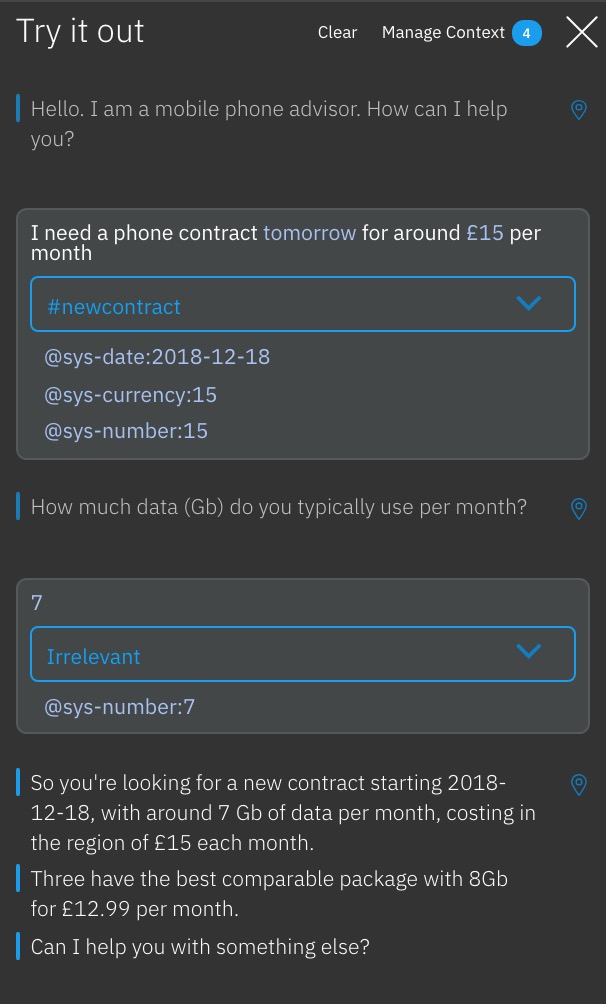 Try it out
Clear
Manage Context 4
Hello. I am a mobile phone advisor. How can I help
you?
I need a phone contract tomorrow for around £15 per
month
#newcontract
@sys-date:2018-12-18
@sys-currency:15
@sys-number:15
How much data (Gb) do you typically use per month?
7
Irrelevant
@sys-number:7
So you're looking for a new contract starting 2018-
12-18, with around 7 Gb of data per month, costing in
the region of £15 each month.
Three have the best comparable package with 8Gb
for £12.99 per month.
Can I help you with something else?